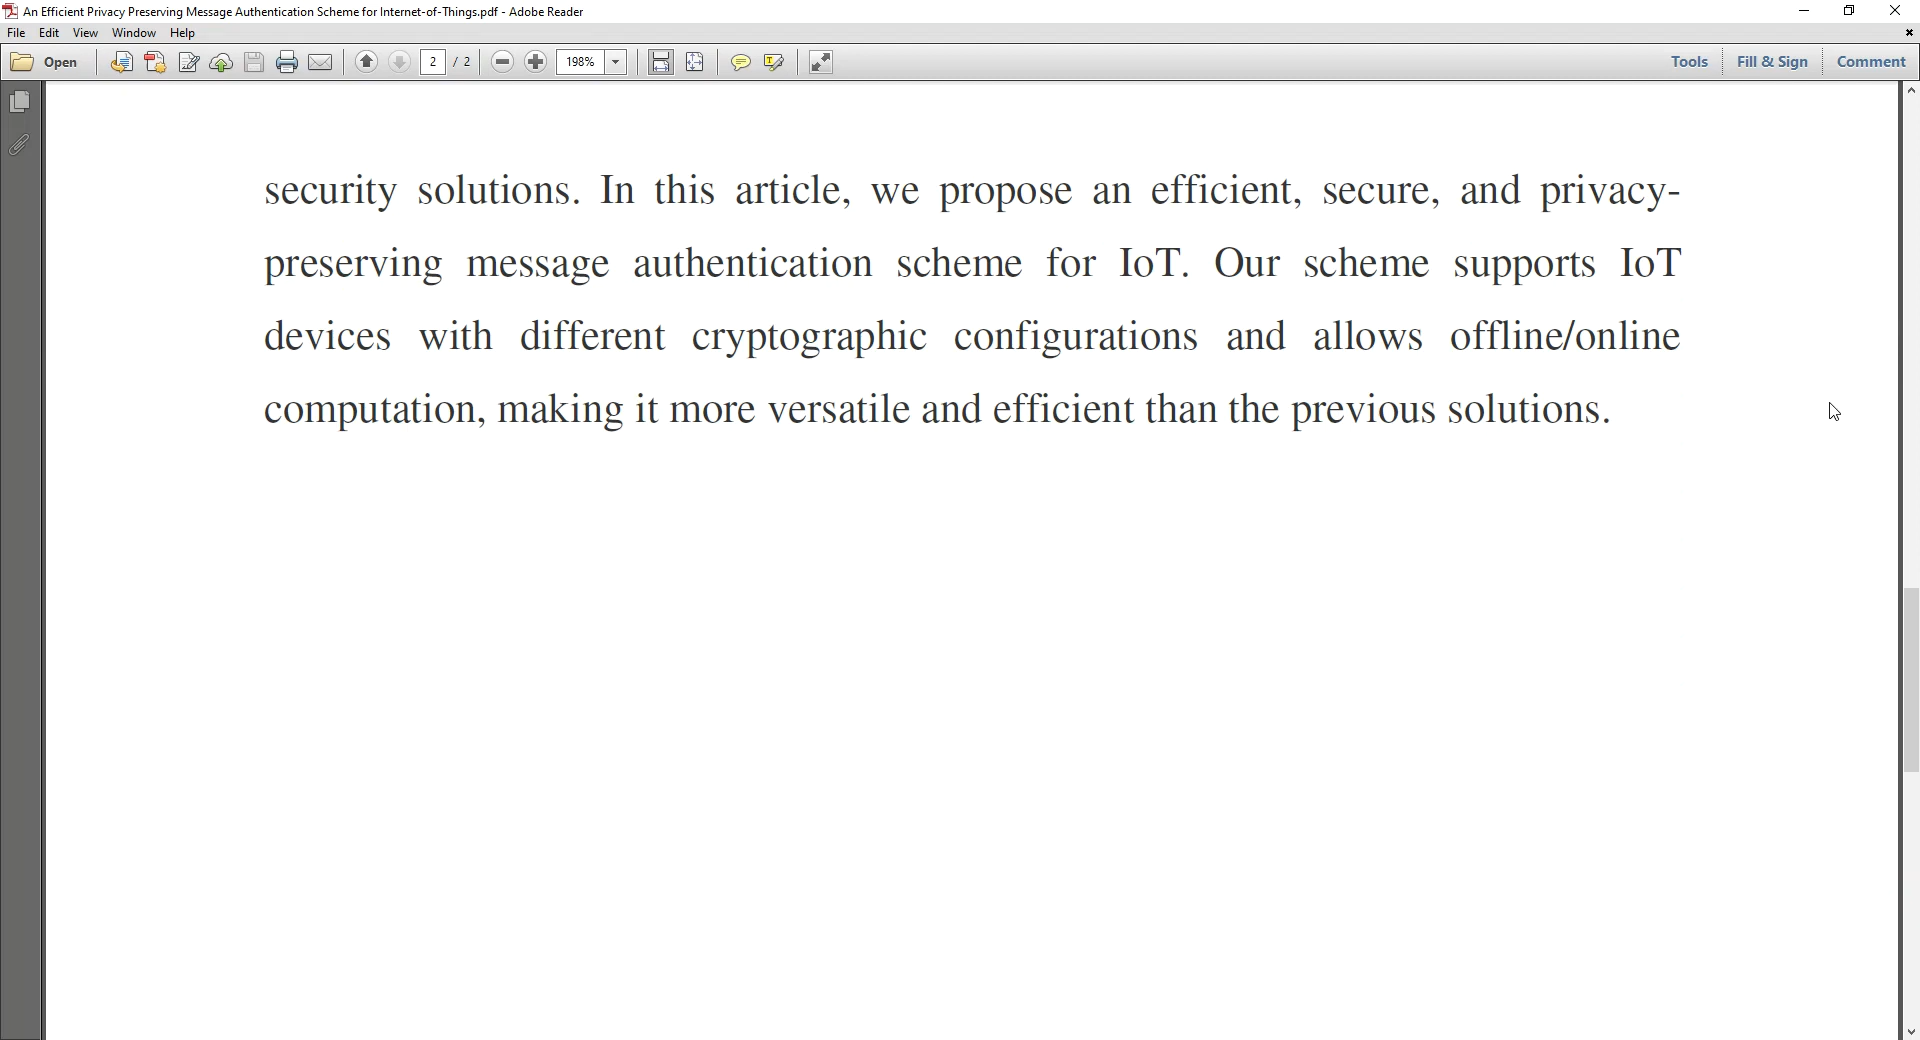 An Efficient Privacy Preserving Message Authentication Scheme for Internet-of-Things.pdf - Adobe Reader
File Edit View Window Help
Open 2 / 2 198% Tools Fill & Sign Comment
security solutions. In this article, we propose an efficient, secure, and privacy-
preserving message authentication scheme for IoT. Our scheme supports IoT
devices with different cryptographic configurations and allows offline/online
computation, making it more versatile and efficient than the previous solutions.